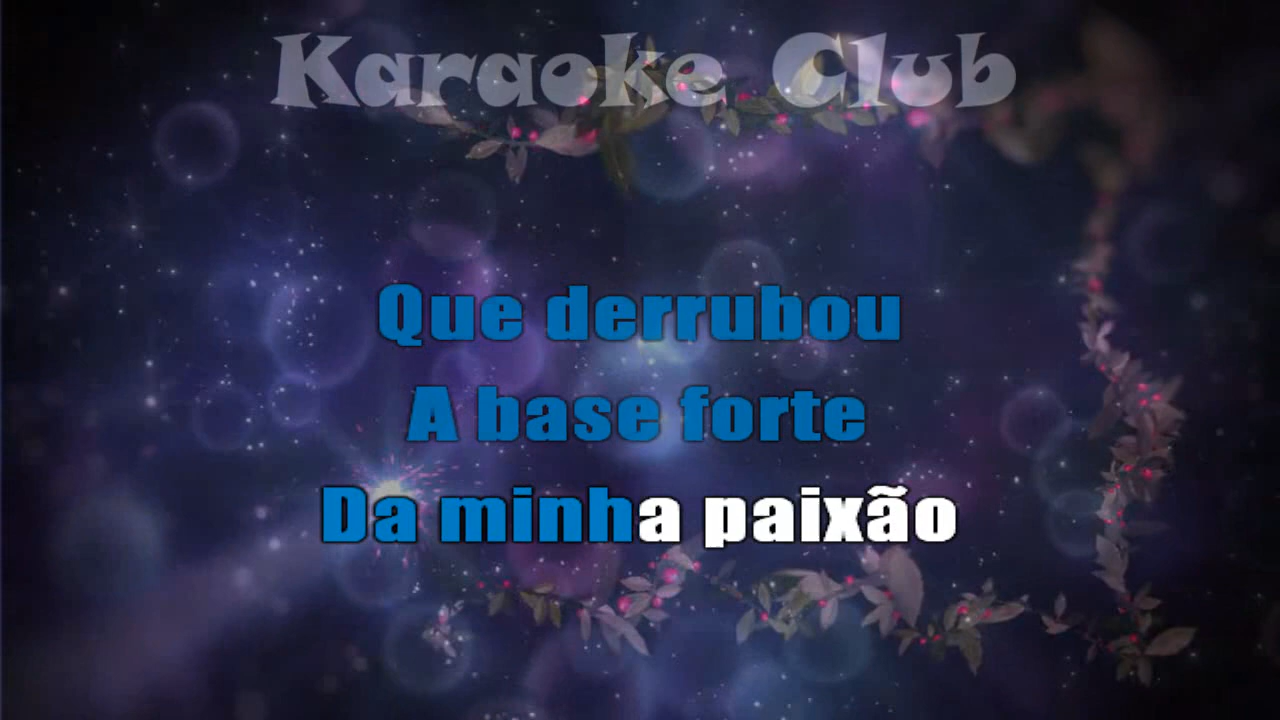 Karaoke Club
Que derrubou
A base forte
Da minha paixão